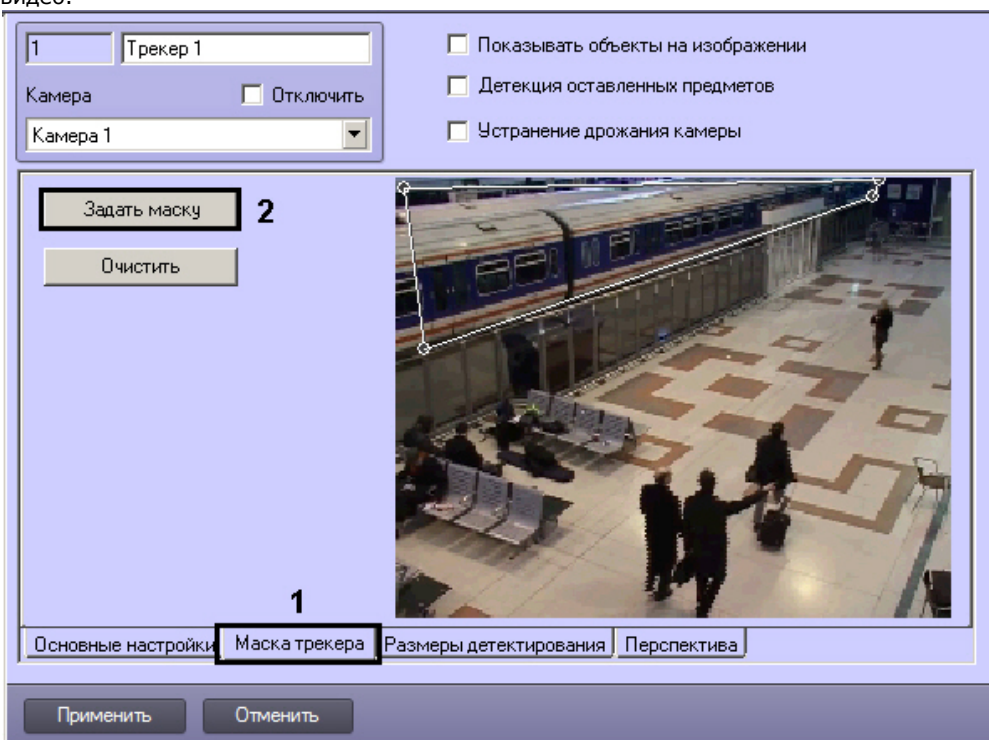 видео.
1
Трекер 1
Показывать объекты на изображении
Камера
Отключить
Детекция оставленных предметов
Камера 1
Устранение дрожания камеры
Задать маску
2
Очистить
1
Основные настройки
Маска трекера
Размеры детектирования
Перспектива
Применить
Отменить